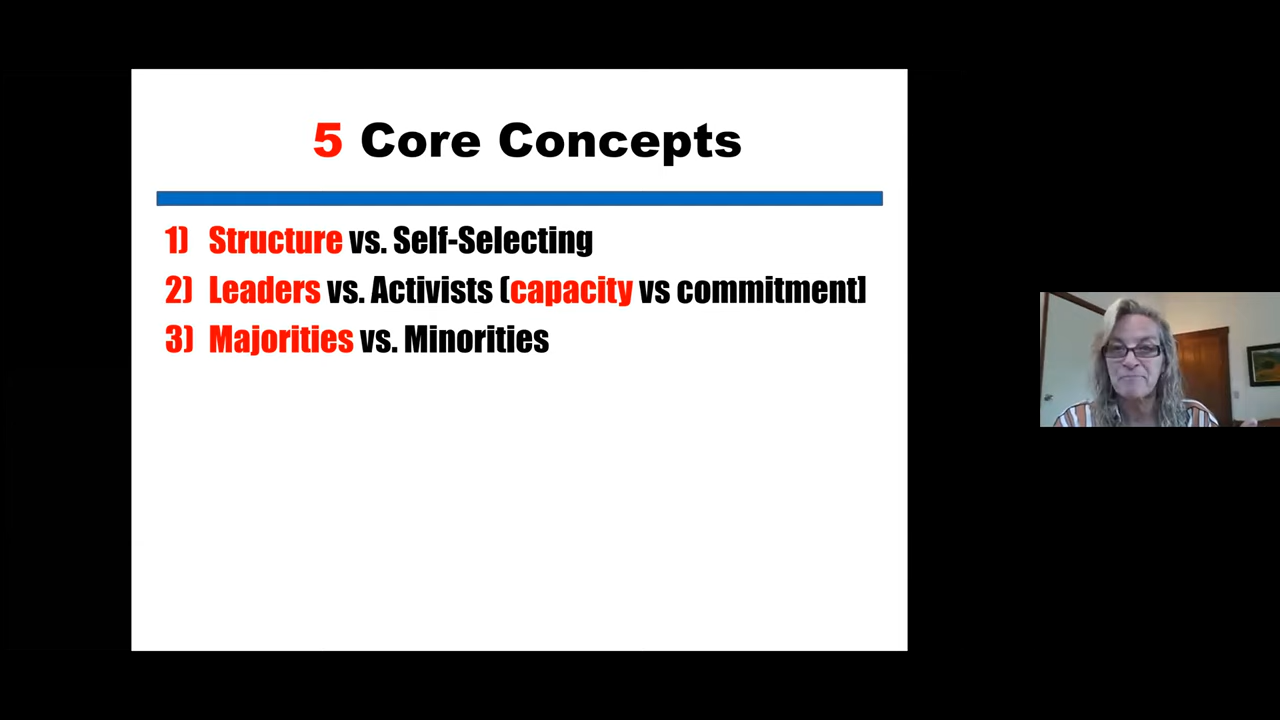 5 Core Concepts
1) Structure vs. Self-Selecting
2) Leaders vs. Activists (capacity vs commitment]
3) Majorities vs. Minorities